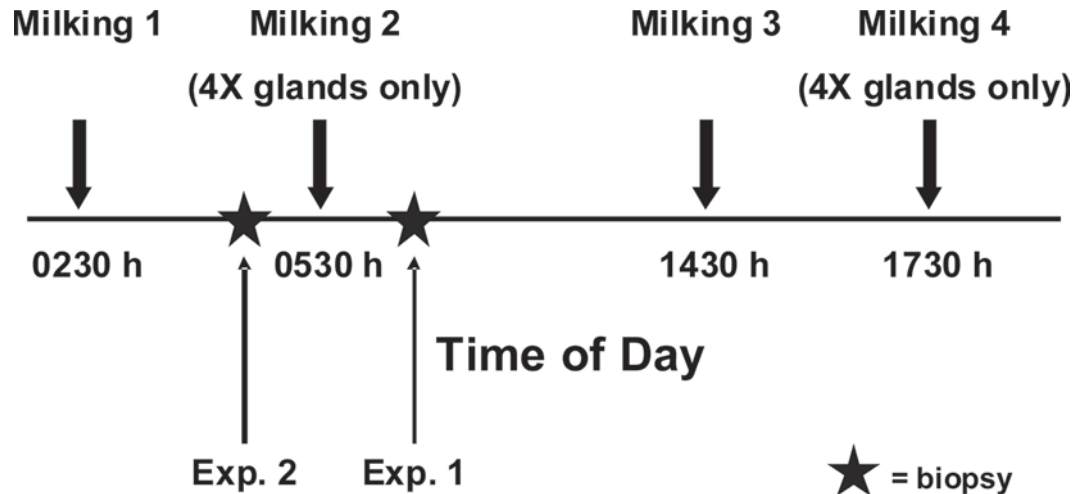 Milking 1
Milking 2
(4X glands only)
Milking 3
Milking 4
(4X glands only)
0230 h
0530 h
1430 h
1730 h
Time of Day
Exp. 2
Exp. 1
= biopsy